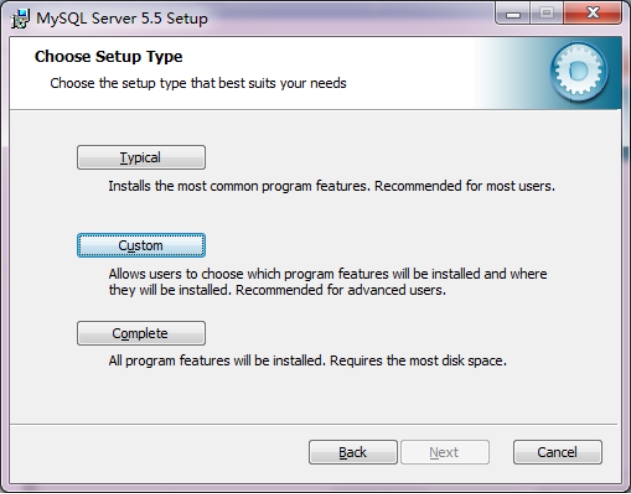 MySQL Server 5.5 Setup
Choose Setup Type
Choose the setup type that best suits your needs
Typical
Installs the most common program features. Recommended for most users.
Custom
Allows users to choose which program features will be installed and where
they will be installed. Recommended for advanced users.
Complete
All program features will be installed. Requires the most disk space.
Back Next Cancel